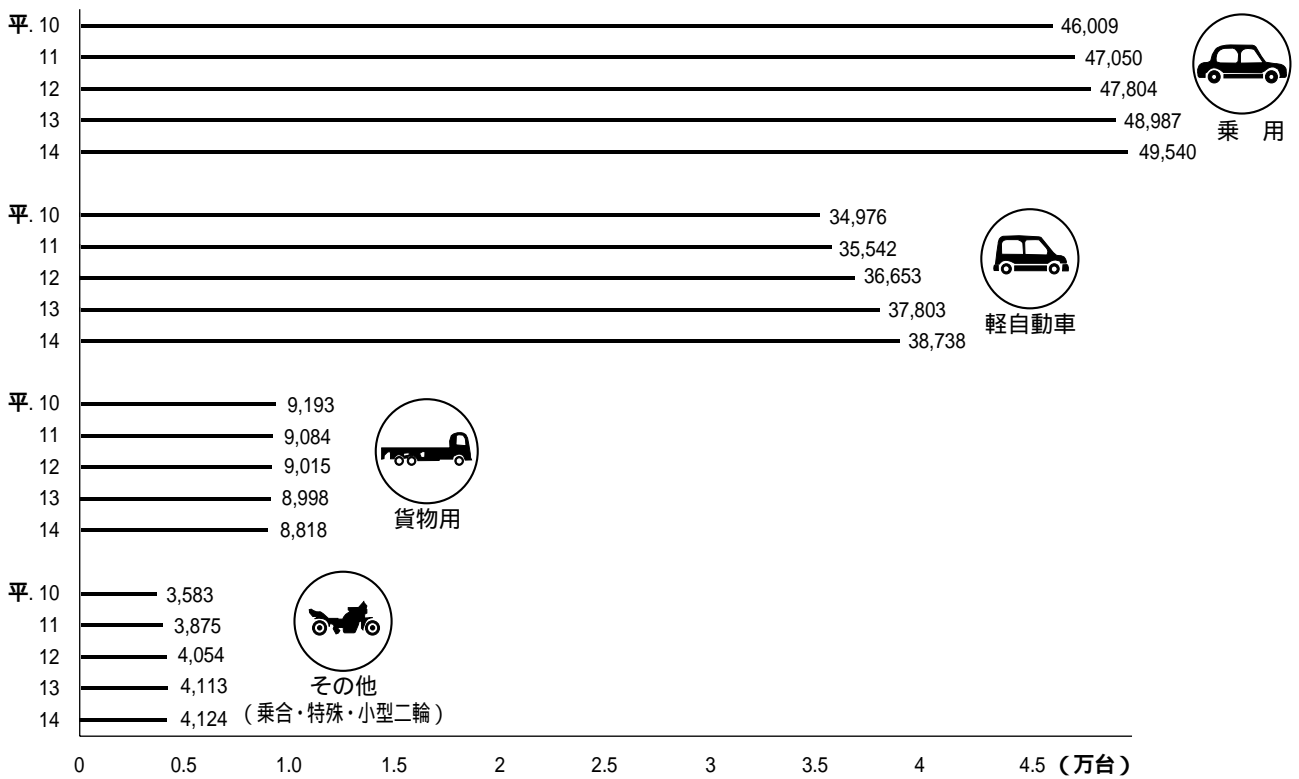 平. 10 46,009
11 47,050
12 47,804
13 48,987
14 49,540
乗 用
平. 10 34,976
11 35,542
12 36,653
13 37,803
14 38,738
軽自動車
平. 10 9,193
11 9,084
12 9,015
13 8,998
14 8,818
貨物用
平. 10 3,583
11 3,875
12 4,054
13 4,113
14 4,124
その他
(乗合・特殊・小型二輪)
0 0.5 1.0 1.5 2 2.5 3 3.5 4 4.5 (万台)